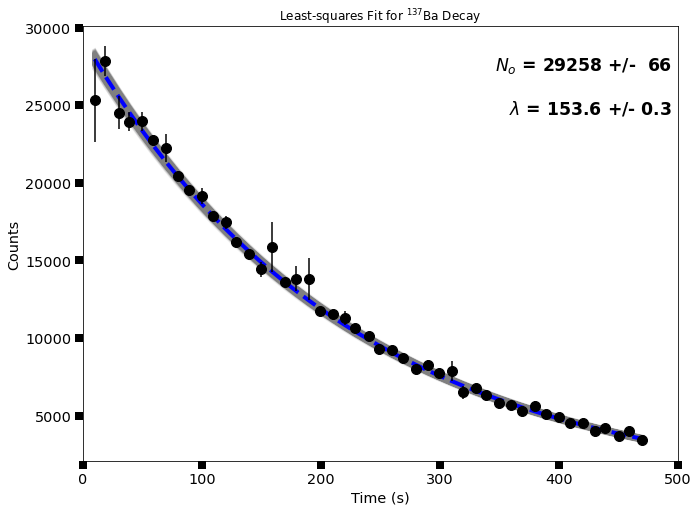 Least-squares Fit for ¹³⁷Ba Decay
Nₒ = 29258 +/-  66
λ = 153.6 +/- 0.3
30000
25000
20000
15000
10000
5000
Counts
0 100 200 300 400 500
Time (s)